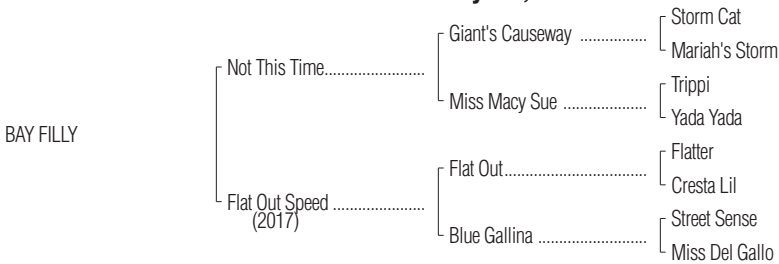 Storm Cat
Giant's Causeway ................
Mariah's Storm
Not This Time........................
Trippi
Miss Macy Sue ....................
Yada Yada
BAY FILLY
Flatter
Flat Out...................................
Cresta Lil
Flat Out Speed ......................
(2017)
Street Sense
Blue Gallina ..........................
Miss Del Gallo